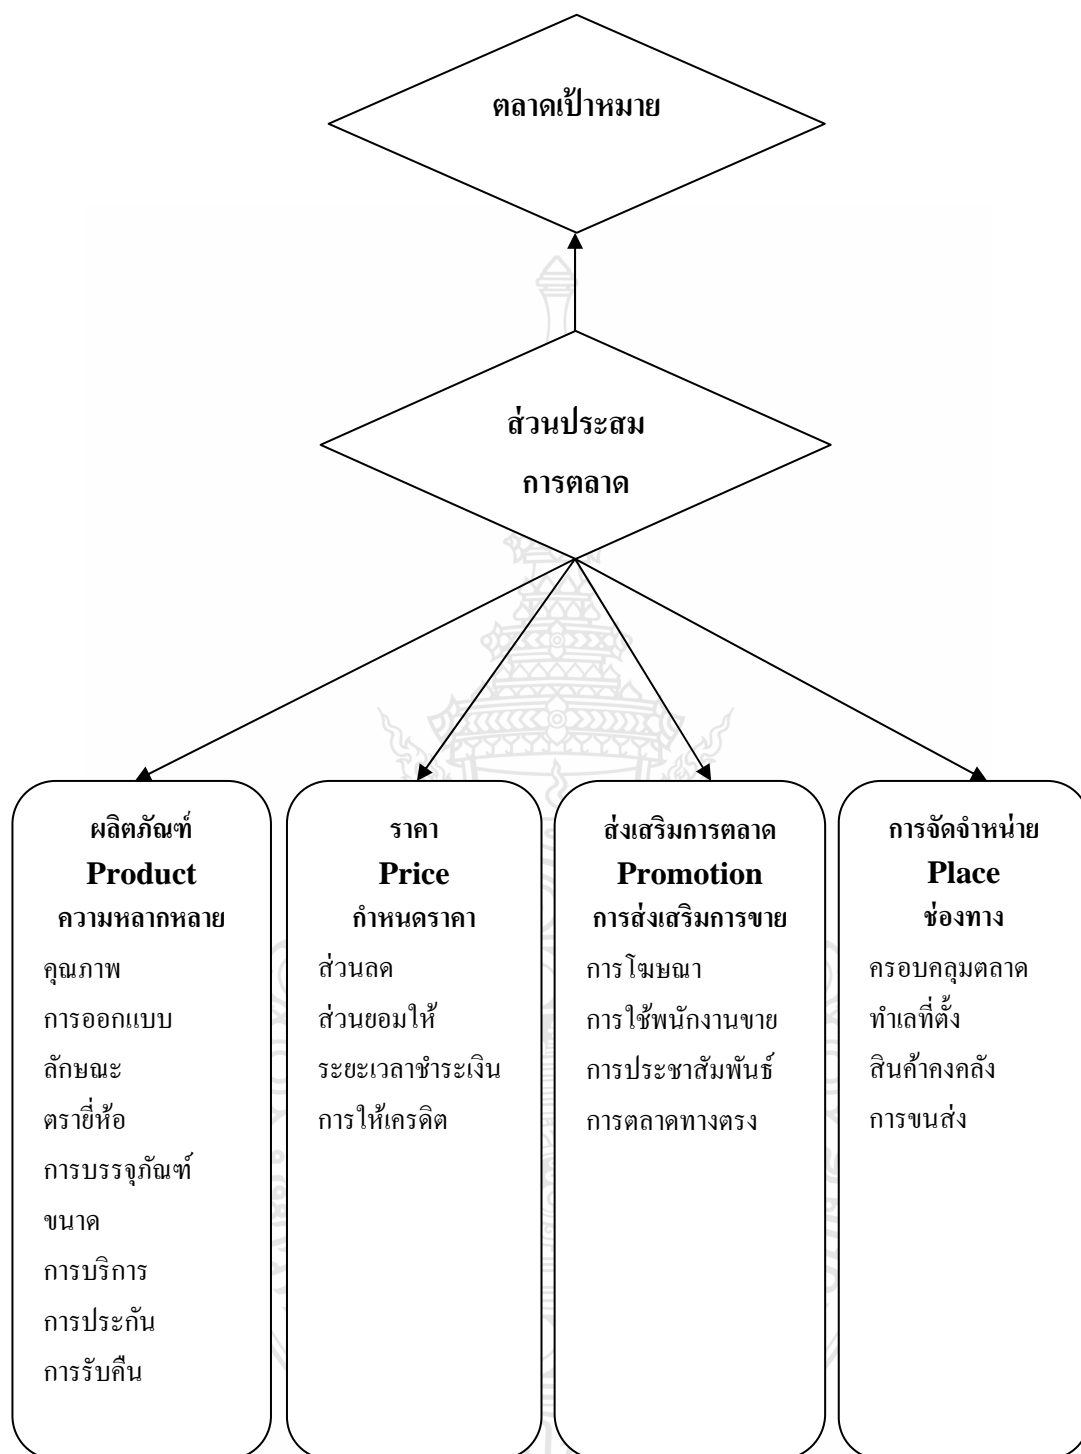 ตลาดเป้าหมาย
ส่วนประสม
การตลาด
ผลิตภัณฑ์
Product
ความหลากหลาย
คุณภาพ
การออกแบบ
ลักษณะ
ตรายี่ห้อ
การบรรจุภัณฑ์
ขนาด
การบริการ
การประกัน
การรับคืน
ราคา
Price
กำหนดราคา
ส่วนลด
ส่วนยอมให้
ระยะเวลาชำระเงิน
การให้เครดิต
ส่งเสริมการตลาด
Promotion
การส่งเสริมการขาย
การโฆษณา
การใช้พนักงานขาย
การประชาสัมพันธ์
การตลาดทางตรง
การจัดจำหน่าย
Place
ช่องทาง
ครอบคลุมตลาด
ทำเลที่ตั้ง
สินค้าคงคลัง
การขนส่ง